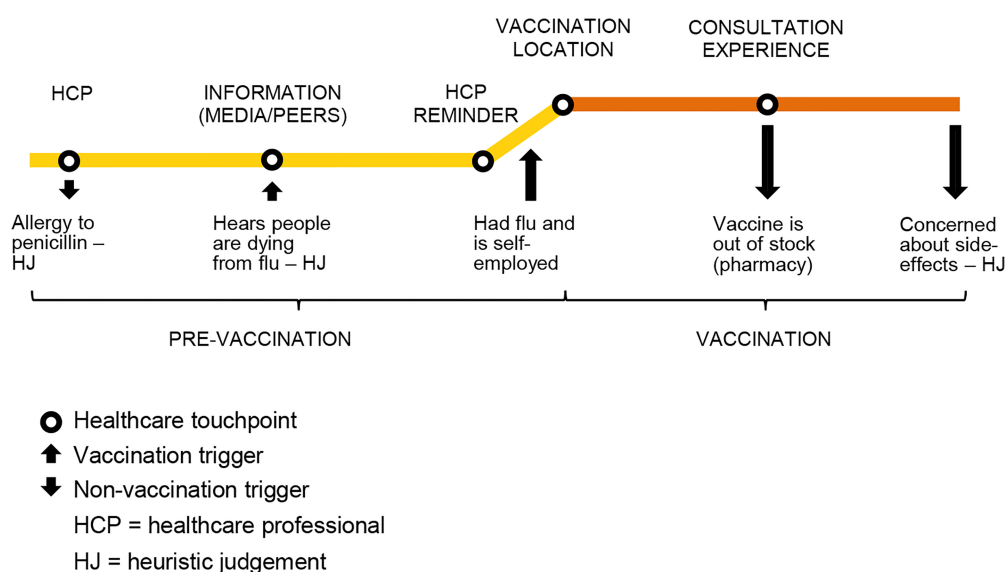 VACCINATION
LOCATION
CONSULTATION
EXPERIENCE
HCP
INFORMATION
(MEDIA/PEERS)
HCP
REMINDER
Allergy to
penicillin –
HJ
Hears people
are dying
from flu – HJ
Had flu and
is self-
employed
Vaccine is
out of stock
(pharmacy)
Concerned
about side-
effects – HJ
PRE-VACCINATION
VACCINATION
Healthcare touchpoint
Vaccination trigger
Non-vaccination trigger
HCP = healthcare professional
HJ = heuristic judgement